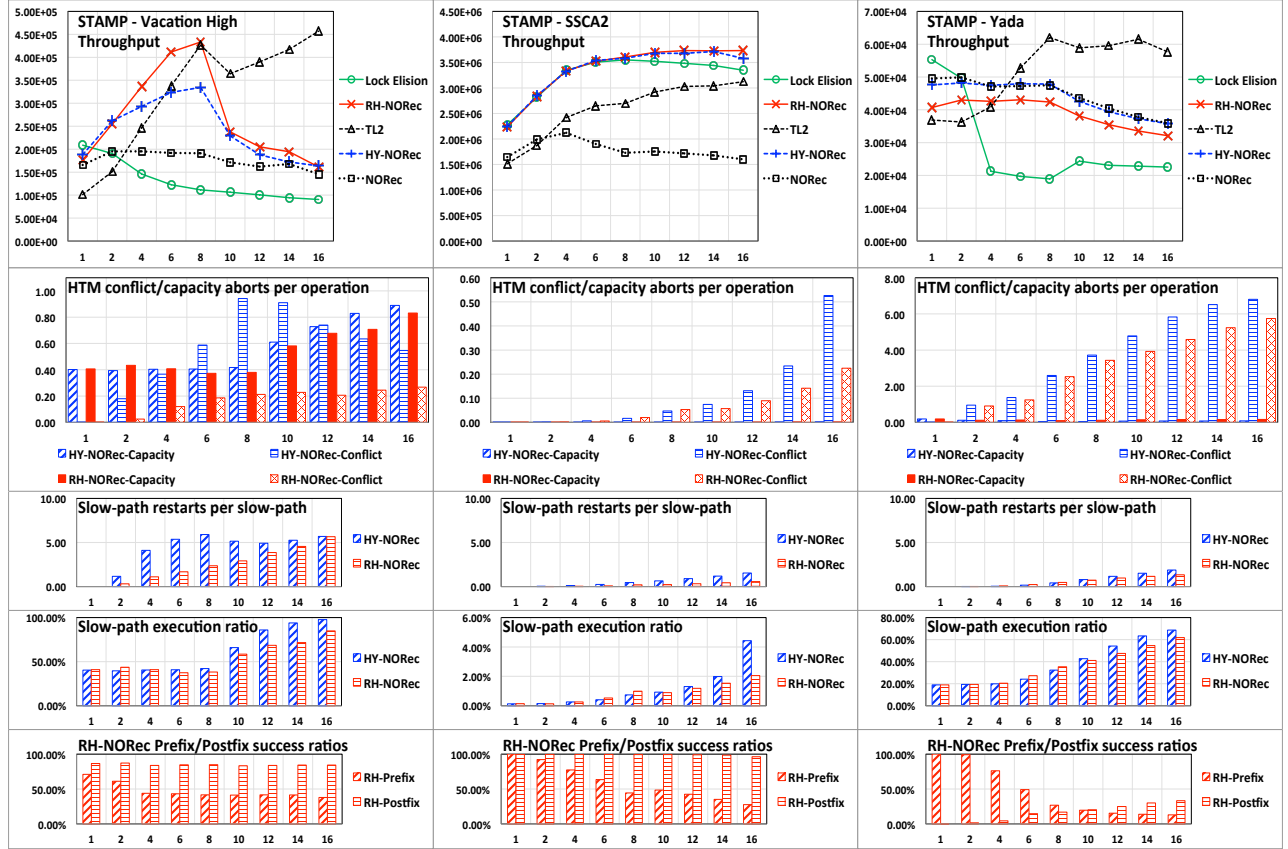 STAMP - Vacation High
Throughput
5.00E+05
4.50E+05
4.00E+05
3.50E+05
3.00E+05
2.50E+05
2.00E+05
1.50E+05
1.00E+05
5.00E+04
0.00E+00
1 2 4 6 8 10 12 14 16
Lock Elision
RH-NORec
TL2
HY-NORec
NORec
STAMP - SSCA2
Throughput
4.50E+06
4.00E+06
3.50E+06
3.00E+06
2.50E+06
2.00E+06
1.50E+06
1.00E+06
5.00E+05
0.00E+00
1 2 4 6 8 10 12 14 16
Lock Elision
RH-NORec
TL2
HY-NORec
NORec
STAMP - Yada
Throughput
7.00E+04
6.00E+04
5.00E+04
4.00E+04
3.00E+04
2.00E+04
1.00E+04
0.00E+00
1 2 4 6 8 10 12 14 16
Lock Elision
RH-NORec
TL2
HY-NORec
NORec
HTM conflict/capacity aborts per operation
1.00
0.80
0.60
0.40
0.20
0.00
1 2 4 6 8 10 12 14 16
HY-NORec-Capacity HY-NORec-Conflict
RH-NORec-Capacity RH-NORec-Conflict
HTM conflict/capacity aborts per operation
0.60
0.50
0.40
0.30
0.20
0.10
0.00
1 2 4 6 8 10 12 14 16
HY-NORec-Capacity HY-NORec-Conflict
RH-NORec-Capacity RH-NORec-Conflict
HTM conflict/capacity aborts per operation
8.00
6.00
4.00
2.00
0.00
1 2 4 6 8 10 12 14 16
HY-NORec-Capacity HY-NORec-Conflict
RH-NORec-Capacity RH-NORec-Conflict
Slow-path restarts per slow-path
10.00
5.00
0.00
1 2 4 6 8 10 12 14 16
HY-NORec
RH-NORec
Slow-path restarts per slow-path
10.00
5.00
0.00
1 2 4 6 8 10 12 14 16
HY-NORec
RH-NORec
Slow-path restarts per slow-path
10.00
5.00
0.00
1 2 4 6 8 10 12 14 16
HY-NORec
RH-NORec
Slow-path execution ratio
100.00%
50.00%
0.00%
1 2 4 6 8 10 12 14 16
HY-NORec
RH-NORec
Slow-path execution ratio
6.00%
4.00%
2.00%
0.00%
1 2 4 6 8 10 12 14 16
HY-NORec
RH-NORec
Slow-path execution ratio
80.00%
60.00%
40.00%
20.00%
0.00%
1 2 4 6 8 10 12 14 16
HY-NORec
RH-NORec
RH-NORec Prefix/Postfix success ratios
100.00%
50.00%
0.00%
1 2 4 6 8 10 12 14 16
RH-Prefix
RH-Postfix
RH-NORec Prefix/Postfix success ratios
100.00%
50.00%
0.00%
1 2 4 6 8 10 12 14 16
RH-Prefix
RH-Postfix
RH-NORec Prefix/Postfix success ratios
100.00%
50.00%
0.00%
1 2 4 6 8 10 12 14 16
RH-Prefix
RH-Postfix